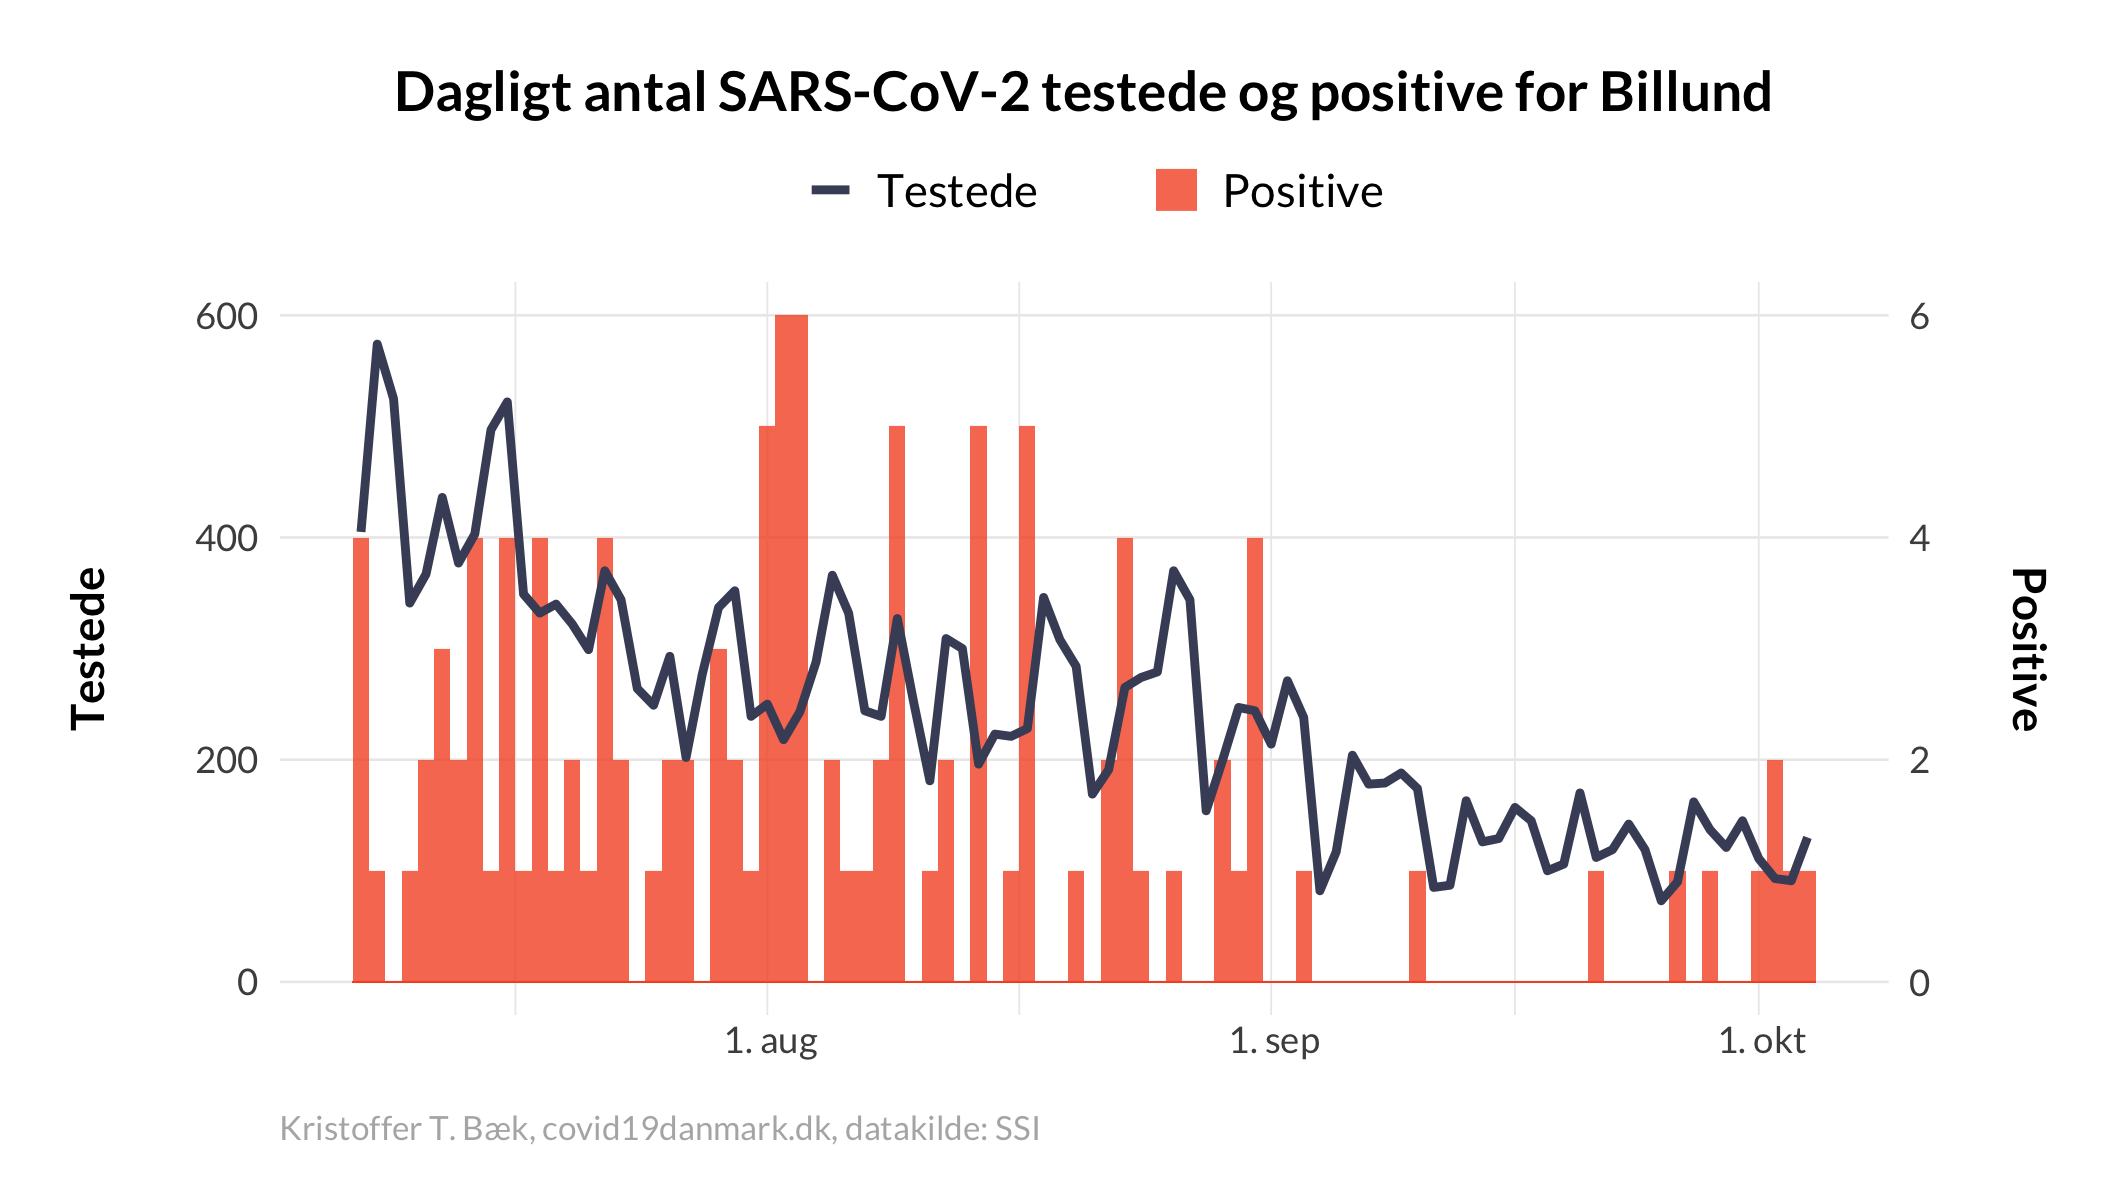 Dagligt antal SARS-CoV-2 testede og positive for Billund
Testede
Positive
600
400
200
0
6
4
2
0
Testede
Positive
1. aug
1. sep
1. okt
Kristoffer T. Bæk, covid19danmark.dk, datakilde: SSI